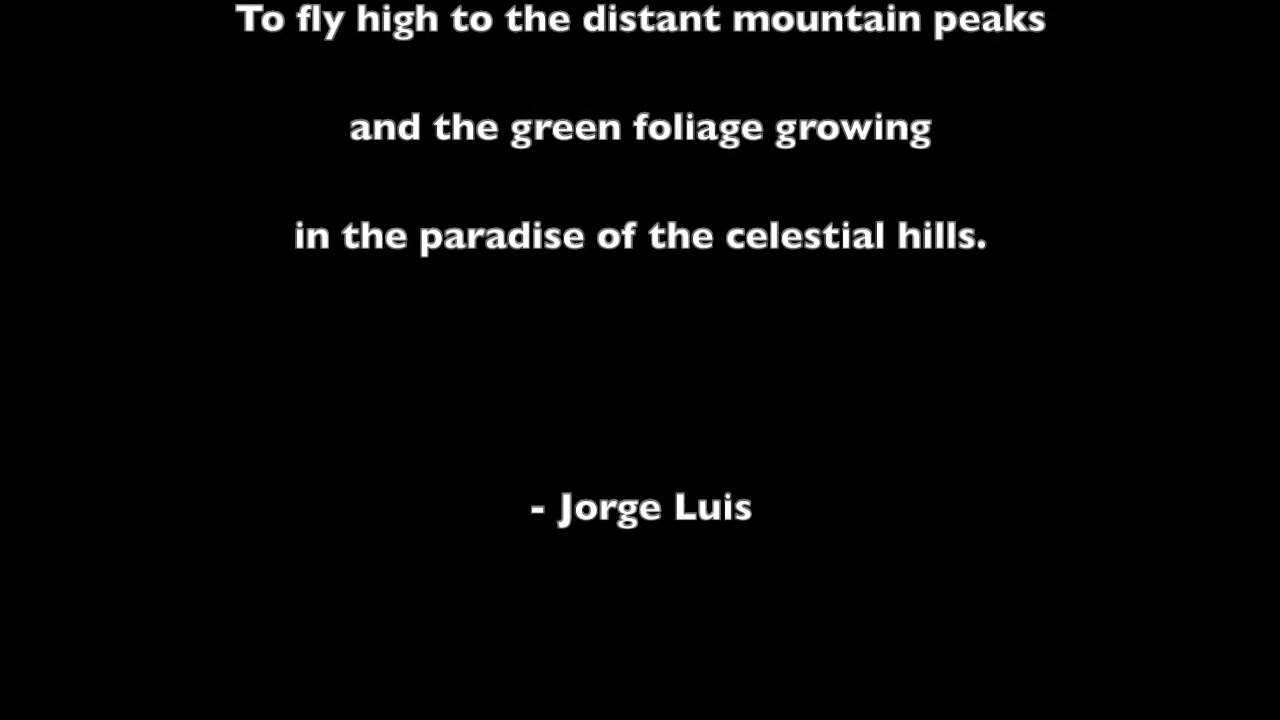 To fly high to the distant mountain peaks
and the green foliage growing
in the paradise of the celestial hills.
- Jorge Luis